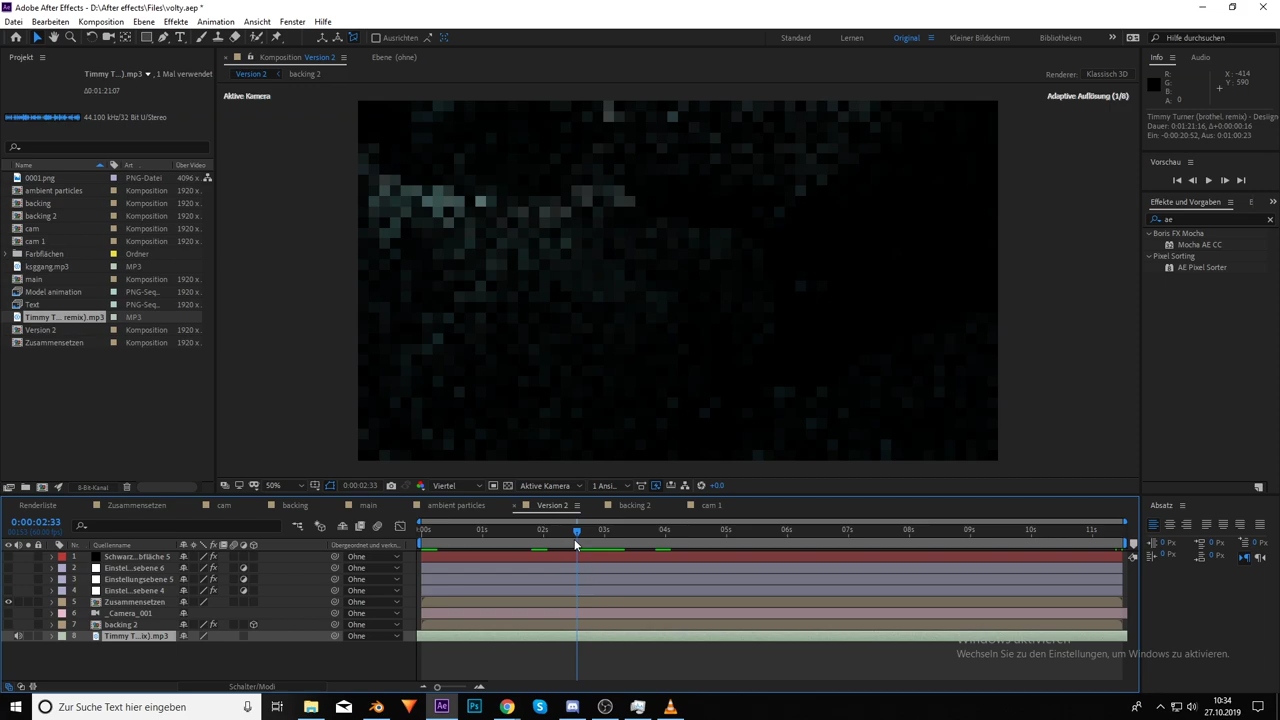 Adobe After Effects - D:\After effects\Files\volty.aep *
Datei Bearbeiten Komposition Ebene Effekte Animation Ansicht Fenster Hilfe
Ausrichten
Standard Lernen Original Kleiner Bildschirm Bibliotheken Hilfe durchsuchen
Projekt
Timmy T...).mp3 , 1 Mal verwendet
Δ0:01:21:07
44.100 kHz/32 Bit U/Stereo
Name Art Über Video
0001.png PNG-Datei 4096 x
ambient particles Komposition 1920 x
backing Komposition 1920 x
backing 2 Komposition 1920 x
cam Komposition 1920 x
cam 1 Komposition 1920 x
Farbflächen Ordner
ksggang.mp3 MP3
main Komposition 1920 x
Model animation PNG-Seq... 1920 x
Text PNG-Seq... 1920 x
Timmy T... remix).mp3 MP3
Version 2 Komposition 1920 x
Zusammensetzen Komposition 1920 x
8-Bit-Kanal
Komposition Version 2 Ebene (ohne)
Version 2 backing 2
Renderer: Klassisch 3D
Aktive Kamera
Adaptive Auflösung (1/8)
50% 0:00:02:33 Viertel Aktive Kamera 1 Ansi... +0.0
Info Audio
R: X : -414
G: Y : 590
B:
A: 0
Timmy Turner (brothel. remix) - Desiign
Dauer: 0:01:21:16, Δ+0:00:00:16
Ein: -0:00:20:52, Aus: 0:01:00:23
Vorschau
Effekte und Vorgaben E
ae
Boris FX Mocha
Mocha AE CC
Pixel Sorting
AE Pixel Sorter
Absatz
0 Px 0 Px 0 Px
0 Px 0 Px
Renderliste Zusammensetzen cam backing main ambient particles Version 2 backing 2 cam 1
0:00:02:33
00153 (60.00 fps)
:00s 01s 02s 03s 04s 05s 06s 07s 08s 09s 10s 11s
Nr. Quellenname Übergeordnet und verkn...
1 Schwarz...bfläche 5 Ohne
2 Einstel...sebene 6 Ohne
3 Einstellungsebene 5 Ohne
4 Einstel...sebene 4 Ohne
5 Zusammensetzen Ohne
6 _Camera_001 Ohne
7 backing 2 Ohne
8 Timmy T...ix).mp3 Ohne
Schalter/Modi
Windows aktivieren
Wechseln Sie zu den Einstellungen, um Windows zu aktivieren.
Zur Suche Text hier eingeben
10:34
27.10.2019